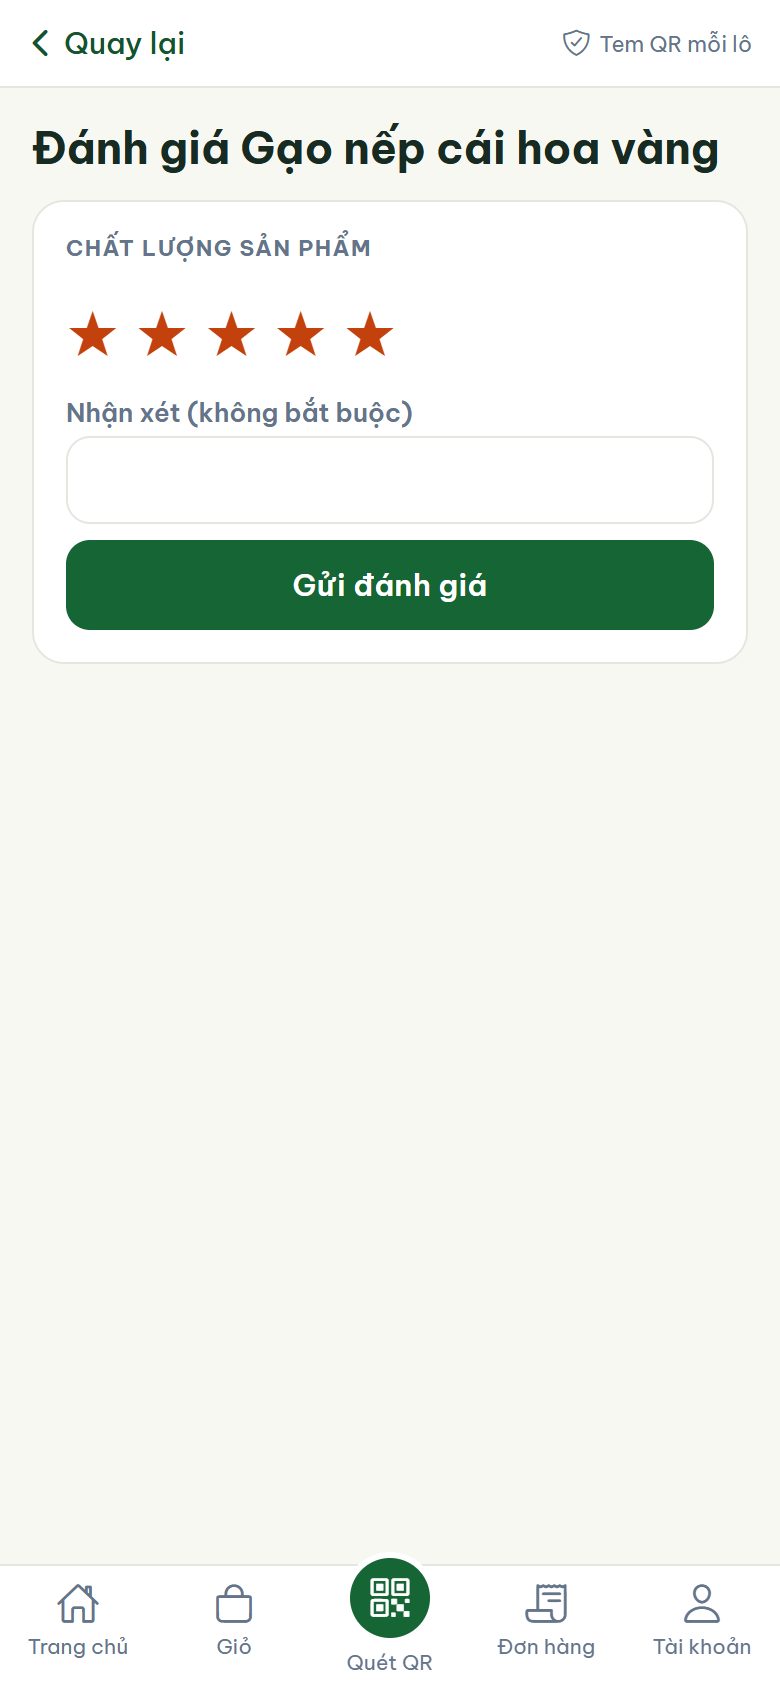 Quay lại
Tem QR mỗi lô
Đánh giá Gạo nếp cái hoa vàng
CHẤT LƯỢNG SẢN PHẨM
Nhận xét (không bắt buộc)
Gửi đánh giá
Trang chủ
Giỏ
Quét QR
Đơn hàng
Tài khoản